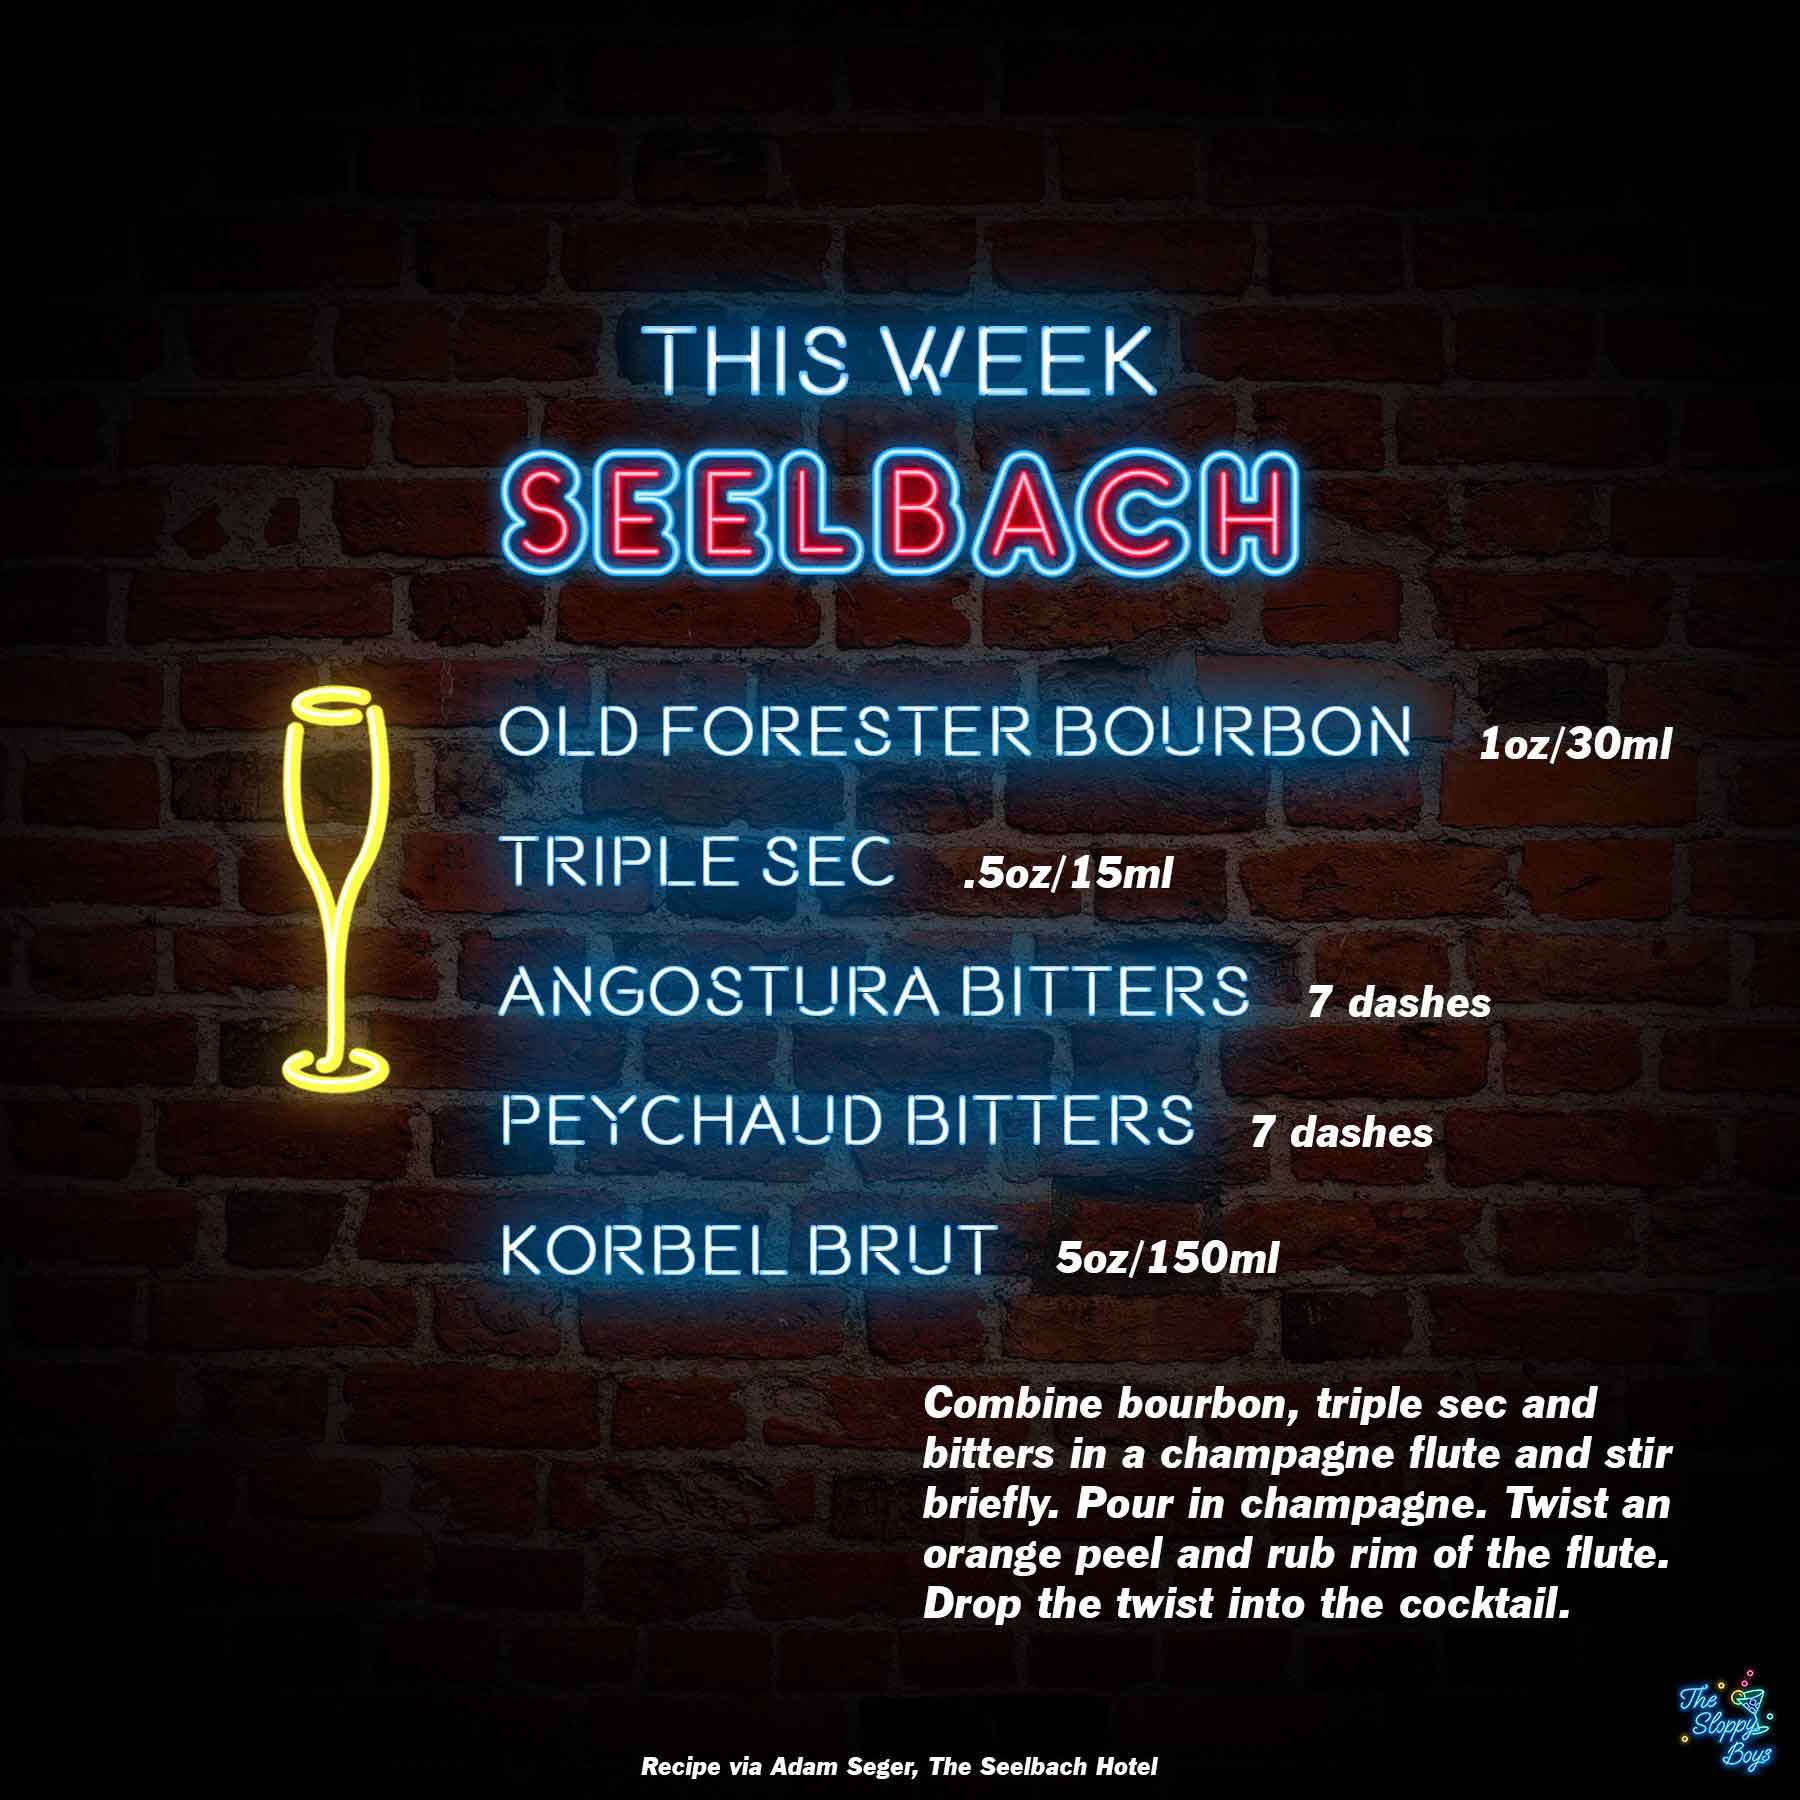 THIS WEEK
SEELBACH
OLD FORESTER BOURBON 1oz/30ml
TRIPLE SEC .5oz/15ml
ANGOSTURA BITTERS 7 dashes
PEYCHAUD BITTERS 7 dashes
KORBEL BRUT 5oz/150ml
Combine bourbon, triple sec and
bitters in a champagne flute and stir
briefly. Pour in champagne. Twist an
orange peel and rub rim of the flute.
Drop the twist into the cocktail.
The
Sloppy
Boys
Recipe via Adam Seger, The Seelbach Hotel